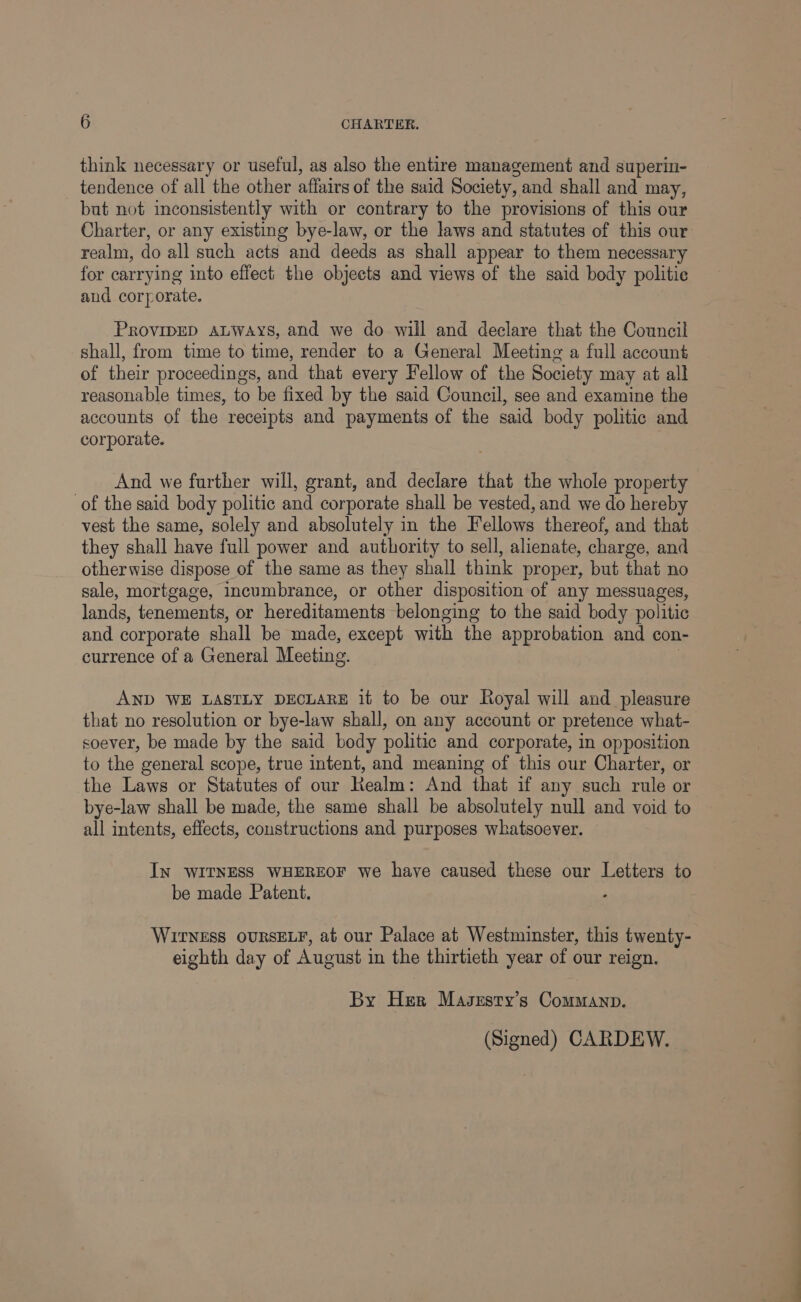 6 CHARTER.
think necessary or useful, as also the entire management and superin-
tendence of all the other affairs of the said Society, and shall and may,
but not inconsistently with or contrary to the provisions of this our
Charter, or any existing bye-law, or the laws and statutes of this our
realm, do all such acts and deeds as shall appear to them necessary
for carrying into effect the objects and views of the said body politic
and corporate.
PROVIDED ALWAYS, and we do will and declare that the Council
shall, from time to time, render to a General Meeting a full account
of their proceedings, and that every Fellow of the Society may at all
reasonable times, to be fixed by the said Council, see and examine the
accounts of the receipts and payments of the said body politic and
corporate.
And we further will, grant, and declare that the whole property
of the said body politic and corporate shall be vested, and we do hereby
vest the same, solely and absolutely in the Fellows thereof, and that
they shall have full power and authority to sell, alienate, charge, and
otherwise dispose of the same as they shall think proper, but that no
sale, mortgage, incumbrance, or other disposition of any messuages,
lands, tenements, or hereditaments belonging to the said body politic
and corporate shall be made, except with the approbation and con-
currence of a General Meeting.
AND WE LASTLY DECLARE it to be our Royal will and pleasure
that no resolution or bye-law shall, on any account or pretence what-
soever, be made by the said body politic and corporate, in opposition
to the general scope, true intent, and meaning of this our Charter, or
the Laws or Statutes of our Realm: And that if any such rule or
bye-law shall be made, the same shall be absolutely null and void to
all intents, effects, constructions and purposes whatsoever.
IN WITNESS WHEREOF we have caused these our Letters to
be made Patent.
WITNESS OURSELF, at our Palace at Westminster, this twenty-
eighth day of August in the thirtieth year of our reign.
By HER MAJESTY'S COMMAND.
(Signed) CARDEW.